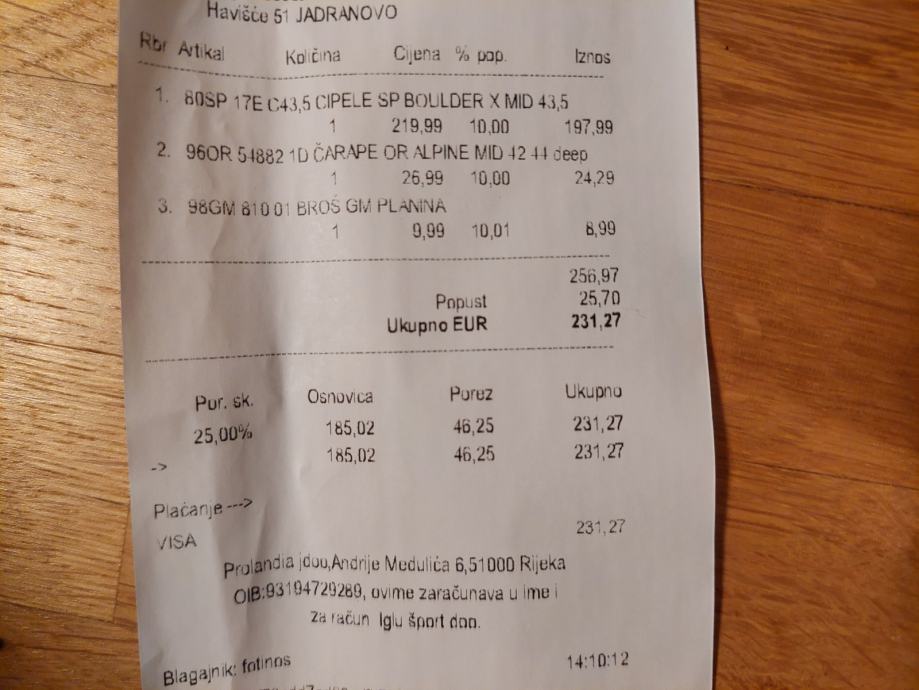 Havišće 51 JADRANOVO
Rbr Artikal Količina Cijena % pop. Iznos
1. 80SP 17E C43,5 CIPELE SP BOULDER X MID 43,5
1 219,99 10,00 197,99
2. 96OR 54882 1D ČARAPE OR ALPINE MID 42-44 deep
1 26,99 10,00 24,29
3. 98GM 810 01 BROŠ GM PLANINA
1 9,99 10,01 8,99
256,97
Popust 25,70
Ukupno EUR 231,27
Por. sk. Osnovica Porez Ukupno
25,00% 185,02 46,25 231,27
-> 185,02 46,25 231,27
Plaćanje --->
VISA 231,27
Prolandia jdoo,Andrije Medulića 6,51000 Rijeka
OIB:93194729289, ovime zaračunava u ime i
za račun Iglu šport doo.
Blagajnik: fotinos 14:10:12